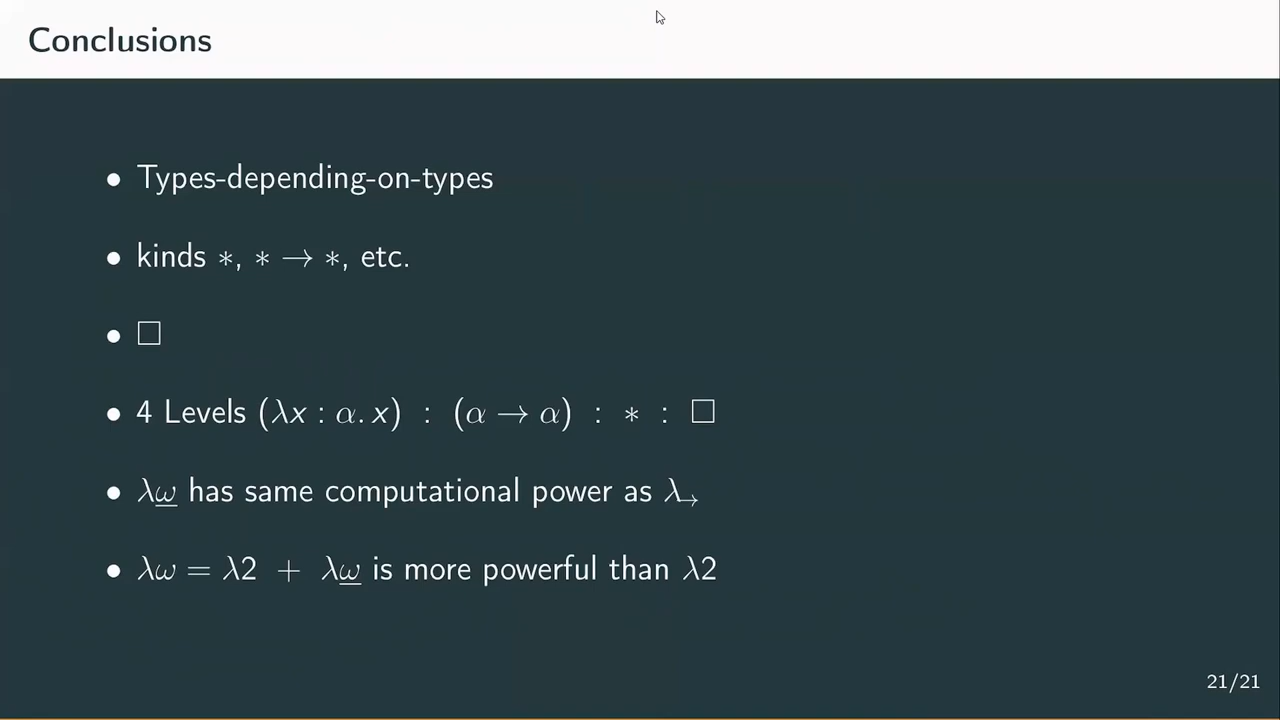 Conclusions
• Types-depending-on-types
• kinds ∗, ∗ → ∗, etc.
• □
• 4 Levels (λx : α. x) : (α → α) : ∗ : □
• λω̲ has same computational power as λ→
• λω = λ2 + λω̲ is more powerful than λ2
21/21